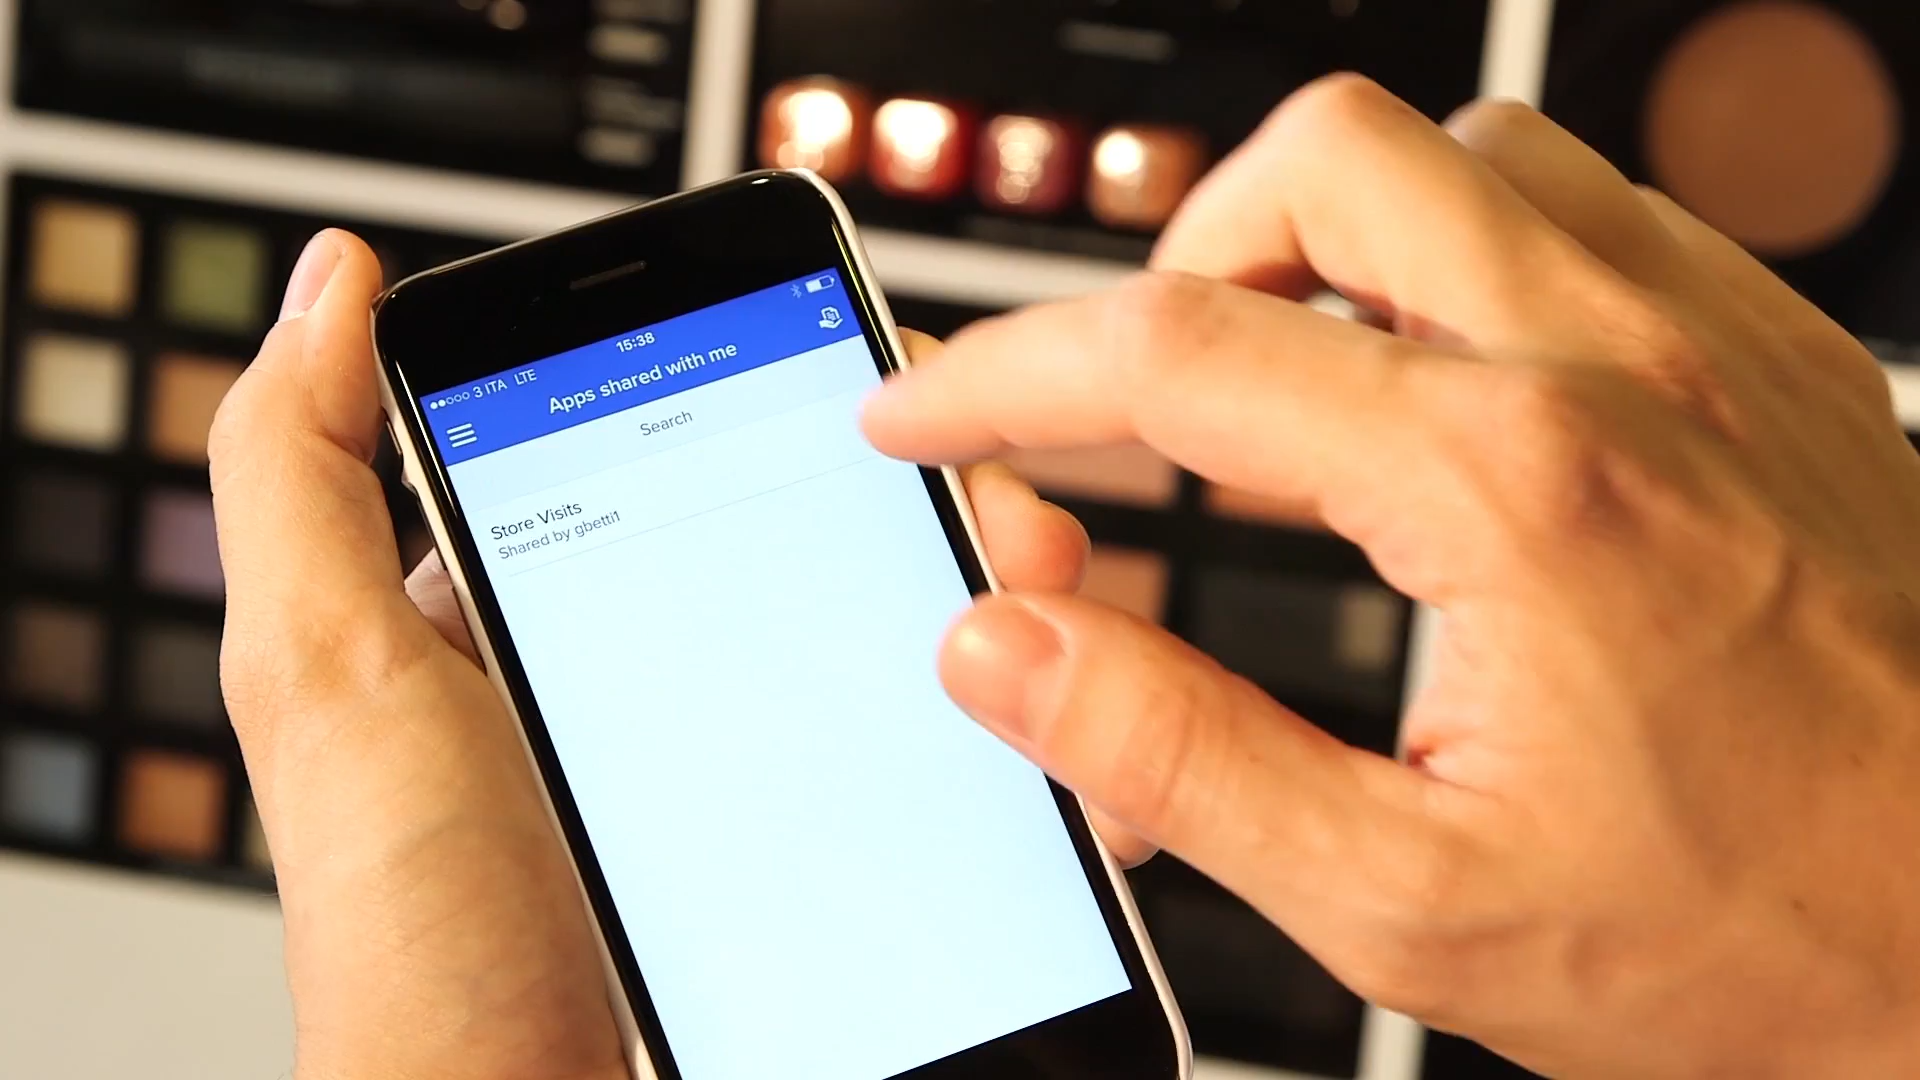 3 ITA LTE
15:38
Apps shared with me
Search
Store Visits
Shared by gbetti1